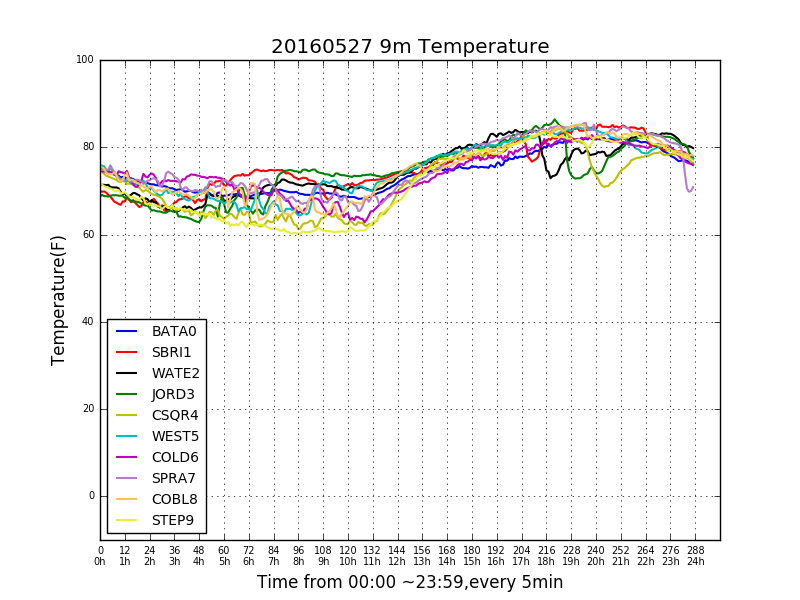 20160527 9m Temperature
Temperature(F)
100
80
60
40
20
0
BATA0
SBRI1
WATE2
JORD3
CSQR4
WEST5
COLD6
SPRA7
COBL8
STEP9
0 12 24 36 48 60 72 84 96 108 120 132 144 156 168 180 192 204 216 228 240 252 264 276 288
0h 1h 2h 3h 4h 5h 6h 7h 8h 9h 10h 11h 12h 13h 14h 15h 16h 17h 18h 19h 20h 21h 22h 23h 24h
Time from 00:00 ~23:59,every 5min